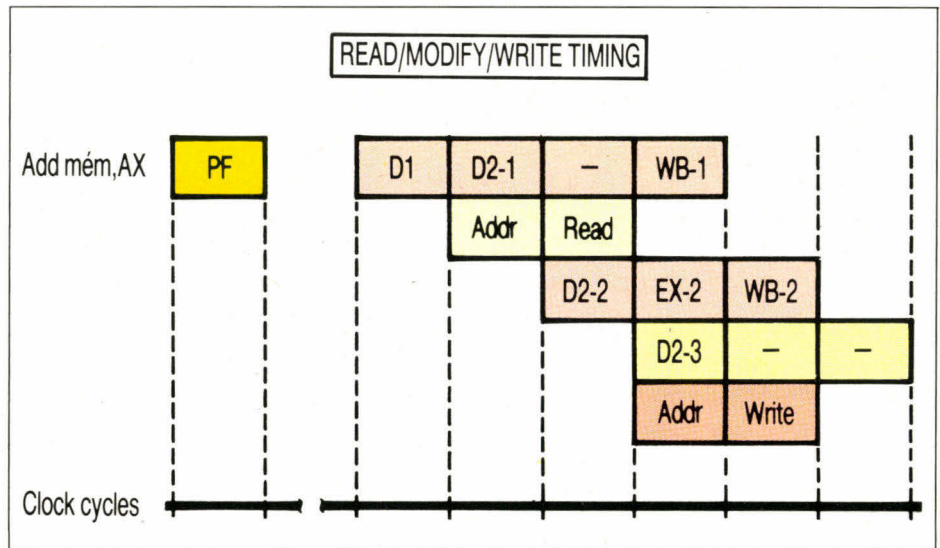 READ/MODIFY/WRITE TIMING
Add mém,AX PF D1 D2-1 – WB-1
Addr Read
D2-2 EX-2 WB-2
D2-3 – –
Addr Write
Clock cycles